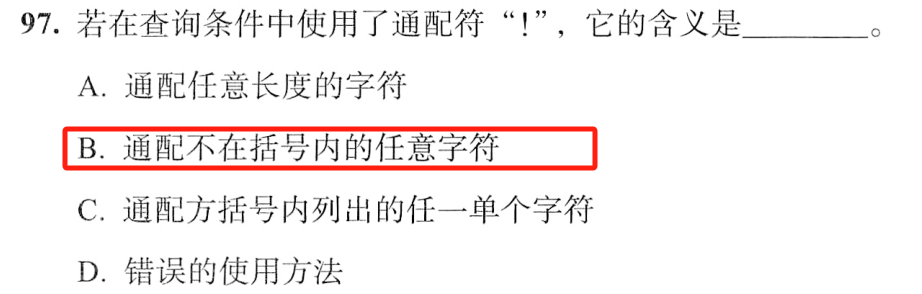 97. 若在查询条件中使用了通配符“!”，它的含义是________。
A. 通配任意长度的字符
B. 通配不在括号内的任意字符
C. 通配方括号内列出的任一单个字符
D. 错误的使用方法